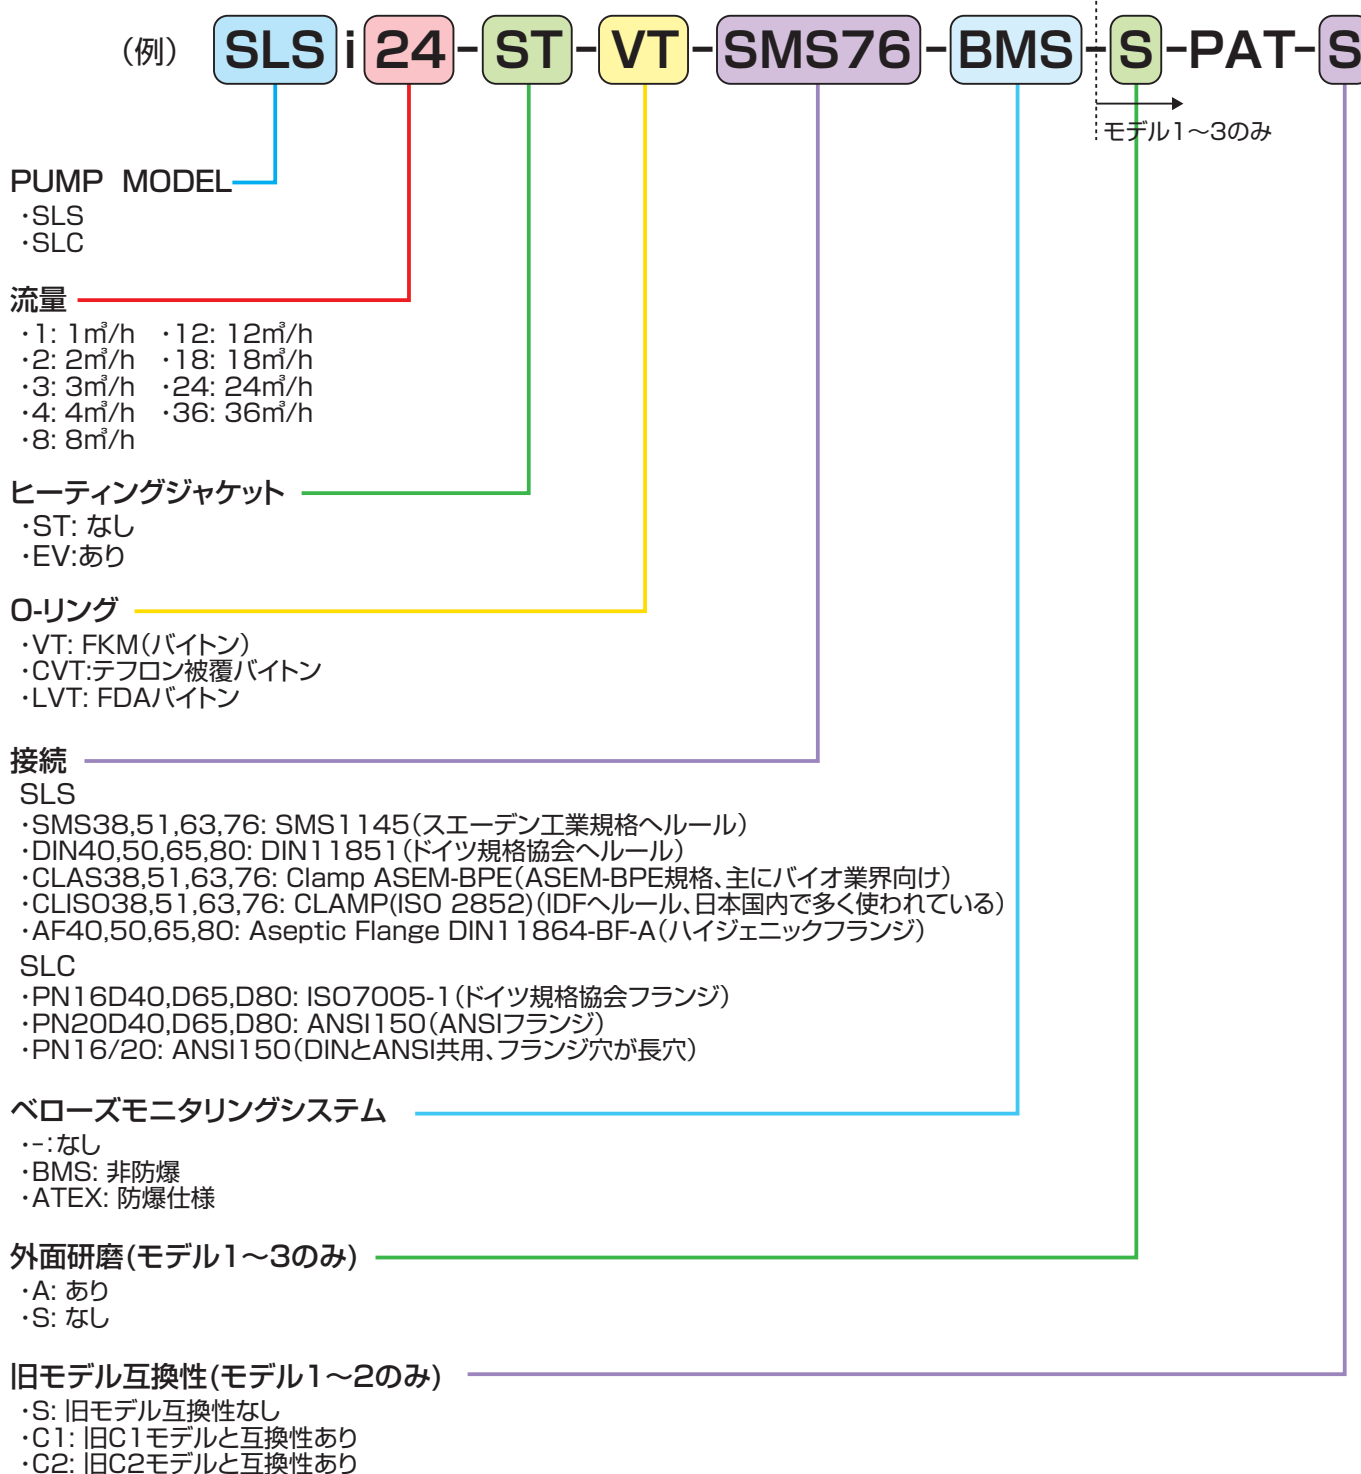 (例) SLS i 24-ST-VT-SMS76-BMS-S-PAT-S
モデル1～3のみ
PUMP MODEL
・SLS
・SLC
流量
・1: 1㎥/h ・12: 12㎥/h
・2: 2㎥/h ・18: 18㎥/h
・3: 3㎥/h ・24: 24㎥/h
・4: 4㎥/h ・36: 36㎥/h
・8: 8㎥/h
ヒーティングジャケット
・ST: なし
・EV:あり
O-リング
・VT: FKM(バイトン)
・CVT:テフロン被覆バイトン
・LVT: FDAバイトン
接続
SLS
・SMS38,51,63,76: SMS1145(スエーデン工業規格ヘルール)
・DIN40,50,65,80: DIN11851(ドイツ規格協会ヘルール)
・CLAS38,51,63,76: Clamp ASEM-BPE(ASEM-BPE規格、主にバイオ業界向け)
・CLISO38,51,63,76: CLAMP(ISO 2852)(IDFヘルール、日本国内で多く使われている)
・AF40,50,65,80: Aseptic Flange DIN11864-BF-A(ハイジェニックフランジ)
SLC
・PN16D40,D65,D80: ISO7005-1(ドイツ規格協会フランジ)
・PN20D40,D65,D80: ANSI150(ANSIフランジ)
・PN16/20: ANSI150(DINとANSI共用、フランジ穴が長穴)
ベローズモニタリングシステム
・-:なし
・BMS: 非防爆
・ATEX: 防爆仕様
外面研磨(モデル1～3のみ)
・A: あり
・S: なし
旧モデル互換性(モデル1～2のみ)
・S: 旧モデル互換性なし
・C1: 旧C1モデルと互換性あり
・C2: 旧C2モデルと互換性あり